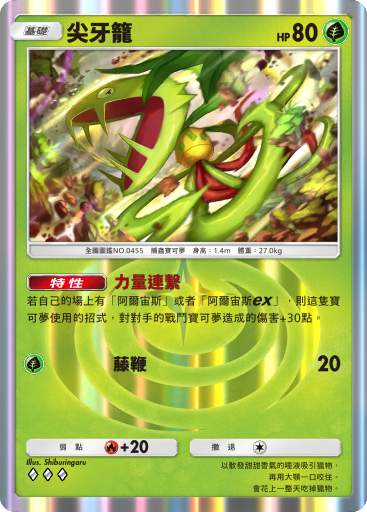 基礎 尖牙籠 HP 80
全國圖鑑NO.0455 捕蟲寶可夢 身高：1.4m 體重：27.0kg
特性 力量連繫
若自己的場上有「阿爾宙斯」或者「阿爾宙斯ex」，則這隻寶
可夢使用的招式，對對手的戰鬥寶可夢造成的傷害+30點。
藤鞭 20
弱點 +20 撤退
Illus. Shiburingaru
以散發甜甜香氣的唾液吸引獵物，
再用大顎一口咬住。
會花上一整天吃掉獵物。